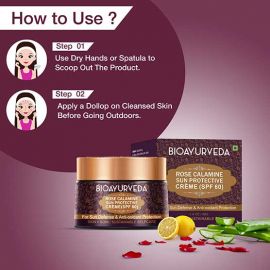 How to Use ?
Step 01
Use Dry Hands or Spatula to
Scoop Out The Product.
Step 02
Apply a Dollop on Cleansed Skin
Before Going Outdoors.
BIOAYURVEDA
ROSE CALAMINE
SUN PROTECTIVE
CRÈME (SPF 60)
For Sun Defense & Anti-oxidant Protection
BIOAYURVEDA
ROSE CALAMINE
SUN PROTECTIVE
CRÈME (SPF 60)
For Sun Defense & Anti-oxidant Protection